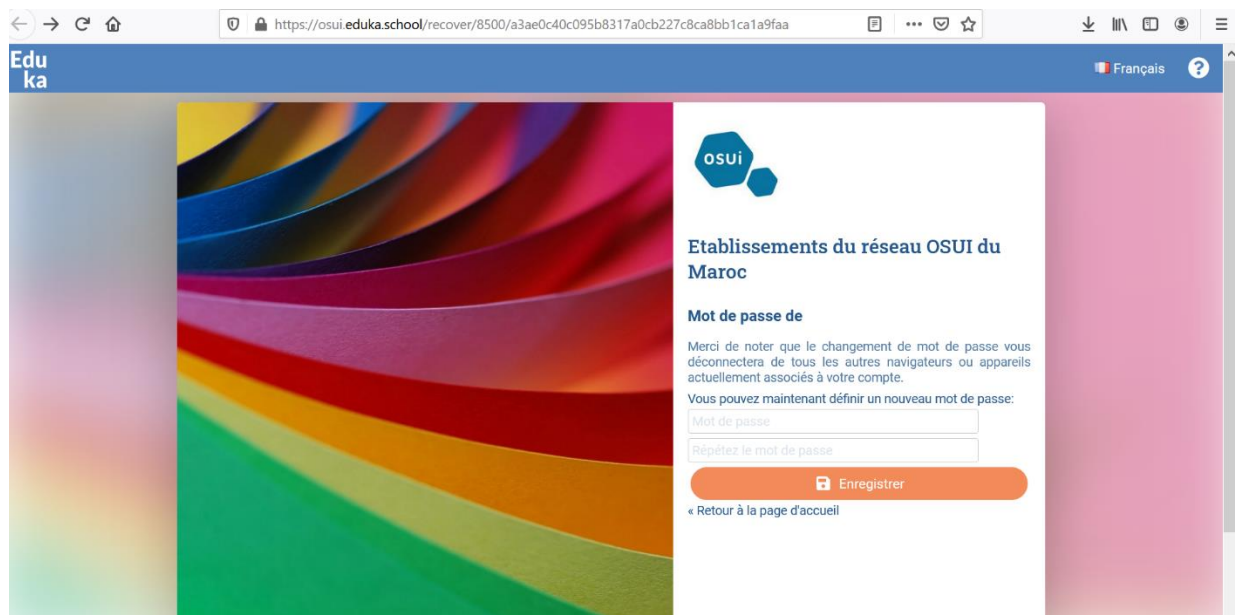 https://osui.eduka.school/recover/8500/a3ae0c40c095b8317a0cb227c8ca8bb1ca1a9faa
Edu
ka
Français
?
osui
Etablissements du réseau OSUI du
Maroc
Mot de passe de
Merci de noter que le changement de mot de passe vous
déconnectera de tous les autres navigateurs ou appareils
actuellement associés à votre compte.
Vous pouvez maintenant définir un nouveau mot de passe:
Mot de passe
Répétez le mot de passe
Enregistrer
« Retour à la page d'accueil